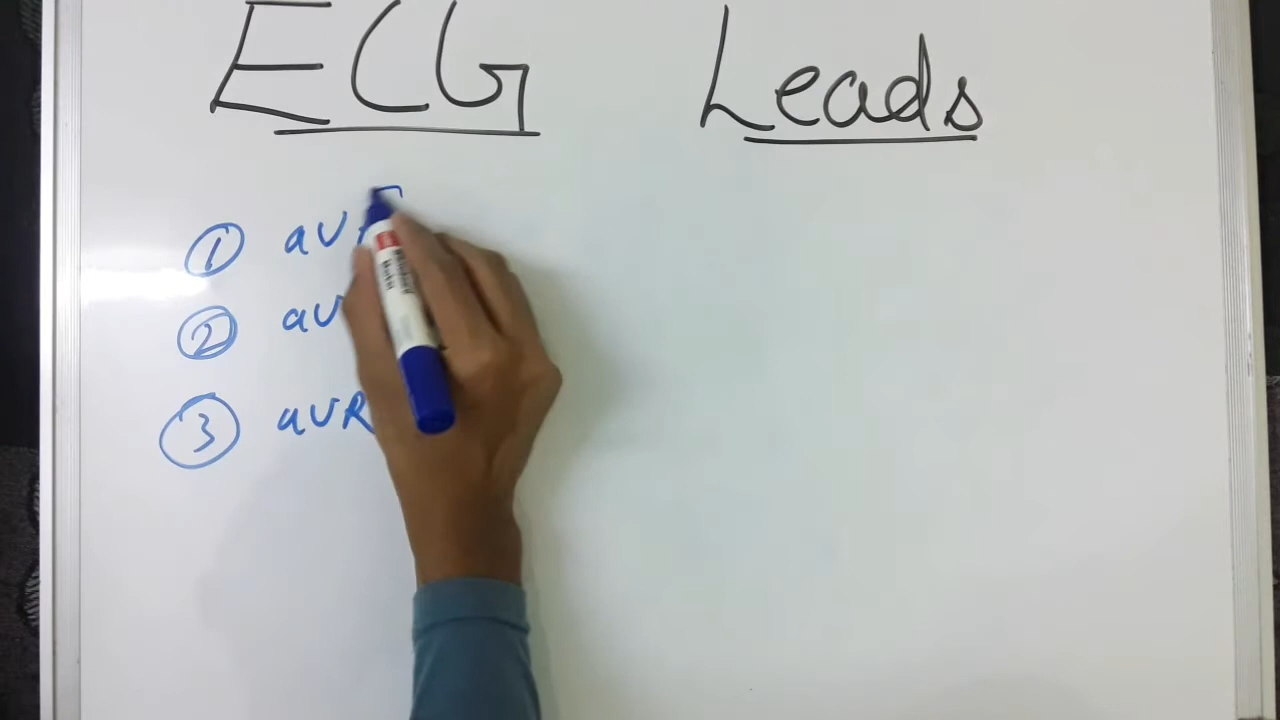 ECG Leads
① aV
② aV
③ aVR